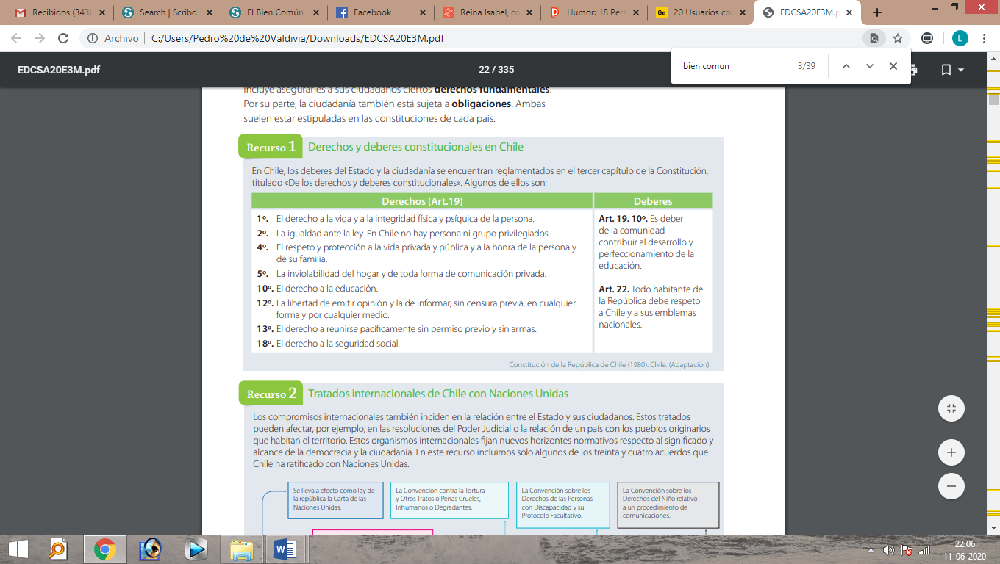 Recibidos (343)
Search | Scribd
El Bien Común
Facebook
Reina Isabel, co
Humor: 18 Pers
20 Usuarios con
EDCSA20E3M.p
Archivo
C:/Users/Pedro%20de%20Valdivia/Downloads/EDCSA20E3M.pdf
L
EDCSA20E3M.pdf
22 / 335
bien comun
3/39
incluye asegurarles a sus ciudadanos ciertos derechos fundamentales.
Por su parte, la ciudadanía también está sujeta a obligaciones. Ambas
suelen estar estipuladas en las constituciones de cada país.
Recurso 1
Derechos y deberes constitucionales en Chile
En Chile, los deberes del Estado y la ciudadanía se encuentran reglamentados en el tercer capítulo de la Constitución,
titulado «De los derechos y deberes constitucionales». Algunos de ellos son:
Derechos (Art.19)
1º. El derecho a la vida y a la integridad física y psíquica de la persona.
2º. La igualdad ante la ley. En Chile no hay persona ni grupo privilegiados.
4º. El respeto y protección a la vida privada y pública y a la honra de la persona y
de su familia.
5º. La inviolabilidad del hogar y de toda forma de comunicación privada.
10º. El derecho a la educación.
12º. La libertad de emitir opinión y la de informar, sin censura previa, en cualquier
forma y por cualquier medio.
13º. El derecho a reunirse pacíficamente sin permiso previo y sin armas.
18º. El derecho a la seguridad social.
Deberes
Art. 19. 10º. Es deber
de la comunidad
contribuir al desarrollo y
perfeccionamiento de la
educación.
Art. 22. Todo habitante de
la República debe respeto
a Chile y a sus emblemas
nacionales.
Constitución de la República de Chile (1980). Chile. (Adaptación).
Recurso 2
Tratados internacionales de Chile con Naciones Unidas
Los compromisos internacionales también inciden en la relación entre el Estado y sus ciudadanos. Estos tratados
pueden afectar, por ejemplo, en las resoluciones del Poder Judicial o la relación de un país con los pueblos originarios
que habitan el territorio. Estos organismos internacionales fijan nuevos horizontes normativos respecto al significado y
alcance de la democracia y la ciudadanía. En este recurso incluimos solo algunos de los treinta y cuatro acuerdos que
Chile ha ratificado con Naciones Unidas.
Se lleva a efecto como ley de
la república la Carta de las
Naciones Unidas.
La Convención contra la Tortura
y Otros Tratos o Penas Crueles,
Inhumanos o Degradantes.
La Convención sobre los
Derechos de las Personas
con Discapacidad y su
Protocolo Facultativo.
La Convención sobre los
Derechos del Niño relativo
a un procedimiento de
comunicaciones.
22:06
11-06-2020